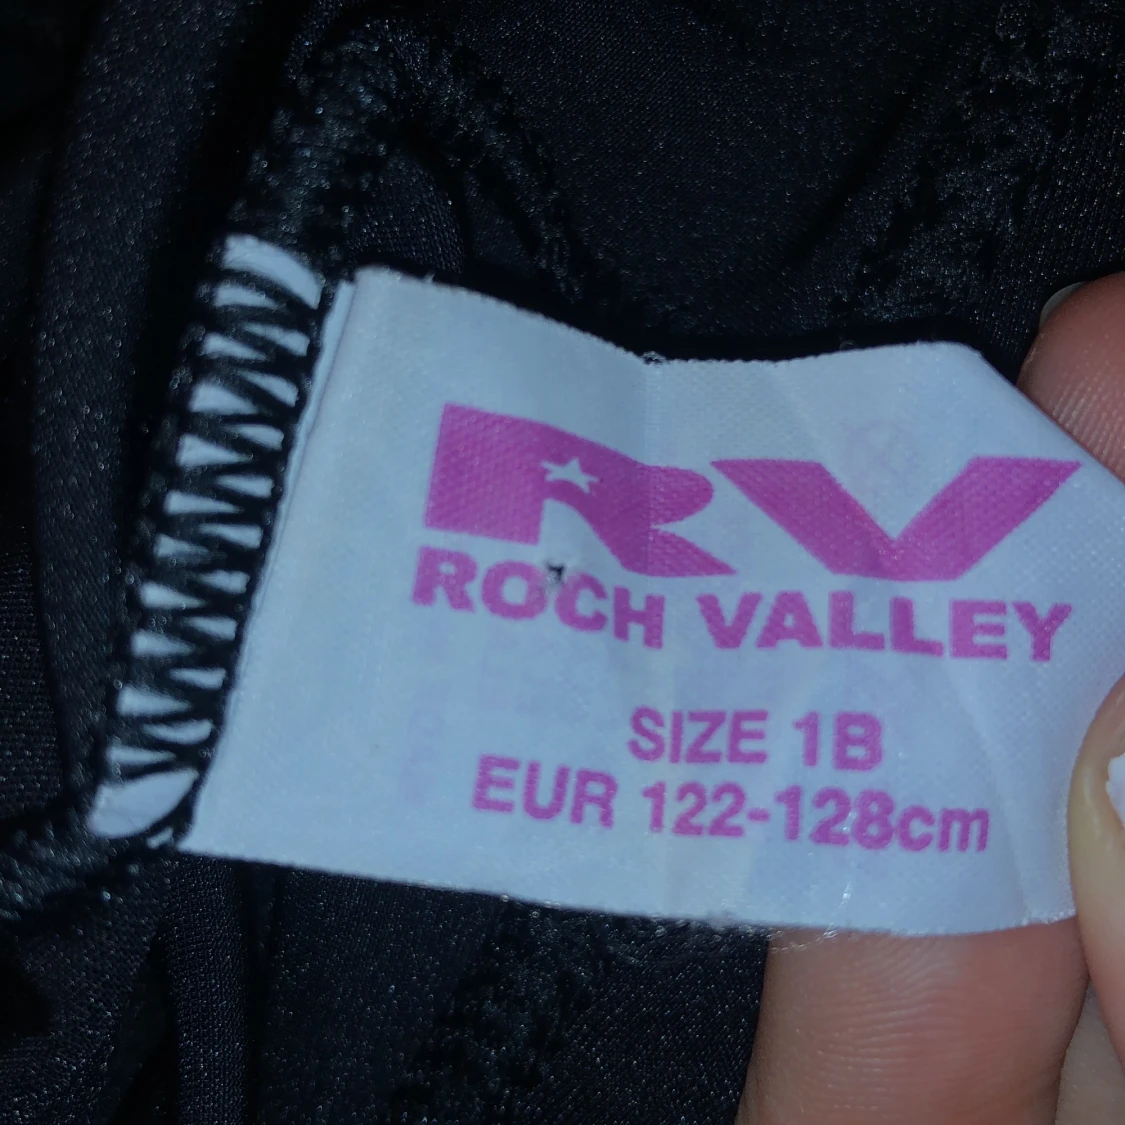 RV
ROCH VALLEY
SIZE 1B
EUR 122-128cm